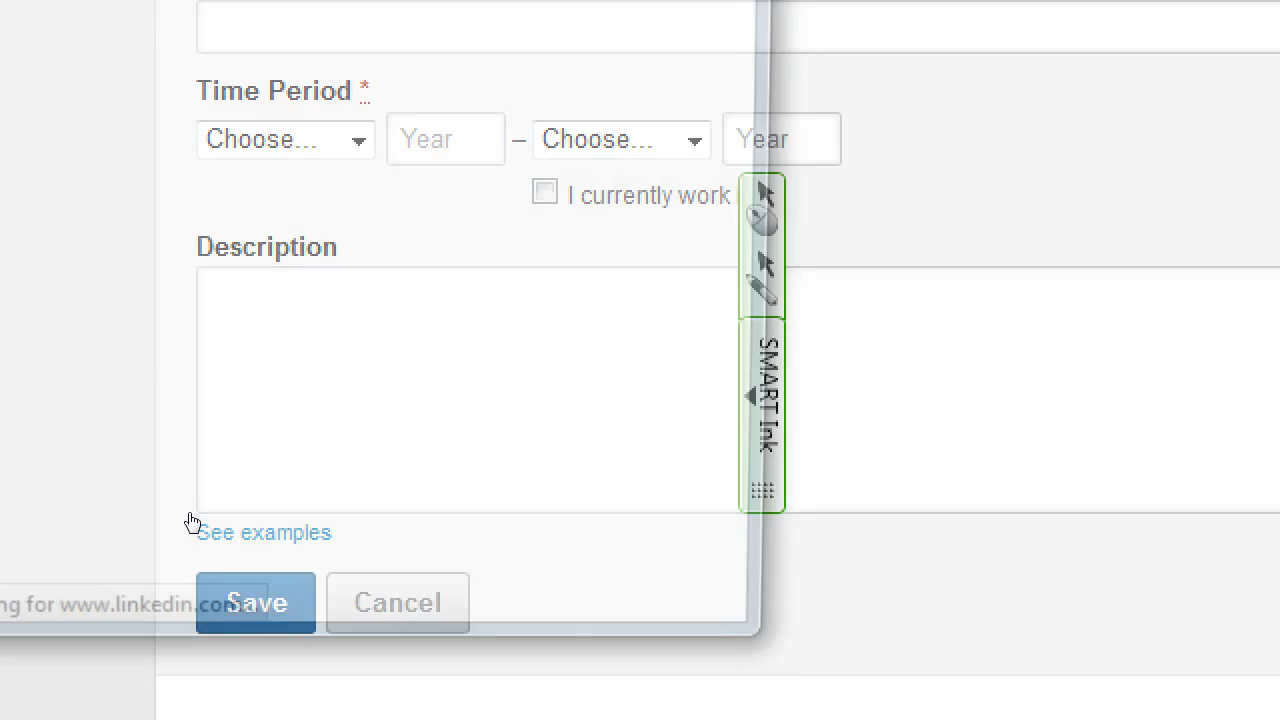 Time Period *
Choose... Year – Choose... Year
I currently work
Description
SMART Ink
See examples
ng for www.linkedin.com
Save Cancel